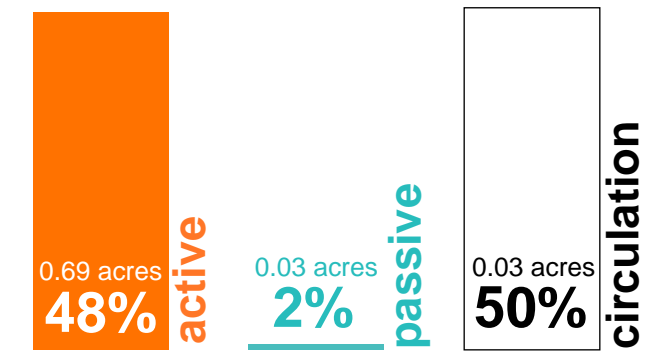 0.69 acres
48%
active
0.03 acres
2%
passive
0.03 acres
50%
circulation